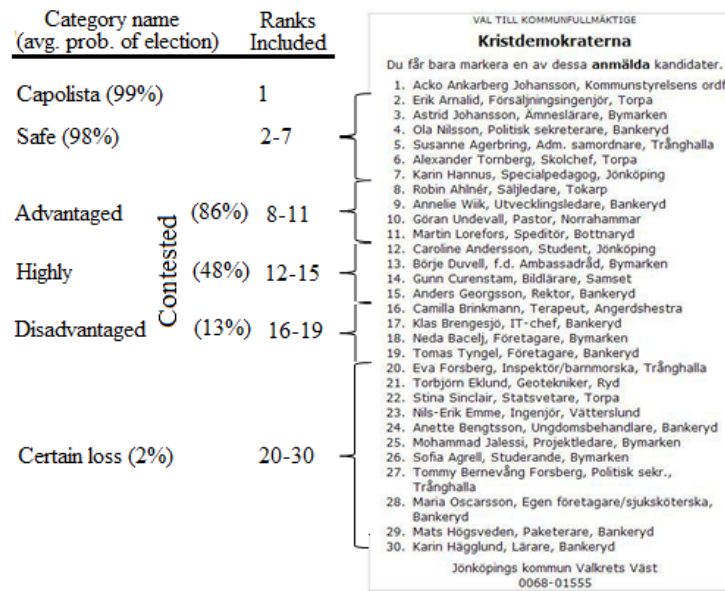 Category name
(avg. prob. of election)
Ranks
Included
Capolista (99%)
1
Safe (98%)
2-7
Advantaged
(86%)
8-11
Highly
(48%)
12-15
Disadvantaged
(13%)
16-19
Contested
Certain loss (2%)
20-30
VAL TILL KOMMUNFULLMÄKTIGE
Kristdemokraterna
Du får bara markera en av dessa anmälda kandidater.
1. Acko Ankarberg Johansson, Kommunstyrelsens ordf
2. Erik Arnalid, Försäljningsingenjör, Torpa
3. Astrid Johansson, Ämneslärare, Bymarken
4. Ola Nilsson, Politisk sekreterare, Bankeryd
5. Susanne Agerbring, Adm. samordnare, Trånghalla
6. Alexander Tornberg, Skolchef, Torpa
7. Karin Hannus, Specialpedagog, Jönköping
8. Robin Ahlnér, Säljledare, Tokarp
9. Annelie Wiik, Utvecklingsledare, Bankeryd
10. Göran Undevall, Pastor, Norrahammar
11. Martin Lorefors, Speditör, Bottnaryd
12. Caroline Andersson, Student, Jönköping
13. Börje Duvell, f.d. Ambassadråd, Bymarken
14. Gunn Curenstam, Bildlärare, Samset
15. Anders Georgsson, Rektor, Bankeryd
16. Camilla Brinkmann, Terapeut, Angerdshestra
17. Klas Brengesjö, IT-chef, Bankeryd
18. Neda Bacelj, Företagare, Bymarken
19. Tomas Tyngel, Företagare, Bankeryd
20. Eva Forsberg, Inspektör/barnmorska, Trånghalla
21. Torbjörn Eklund, Geotekniker, Ryd
22. Stina Sinclair, Statsvetare, Torpa
23. Nils-Erik Emme, Ingenjör, Vätterslund
24. Anette Bengtsson, Ungdomsbehandlare, Bankeryd
25. Mohammad Jalessi, Projektledare, Bymarken
26. Sofia Agrell, Studerande, Bymarken
27. Tommy Bernevång Forsberg, Politisk sekr.,
Trånghalla
28. Maria Oscarsson, Egen företagare/sjuksköterska,
Bankeryd
29. Mats Högsveden, Paketerare, Bankeryd
30. Karin Hägglund, Lärare, Bankeryd
Jönköpings kommun Valkrets Väst
0068-01555